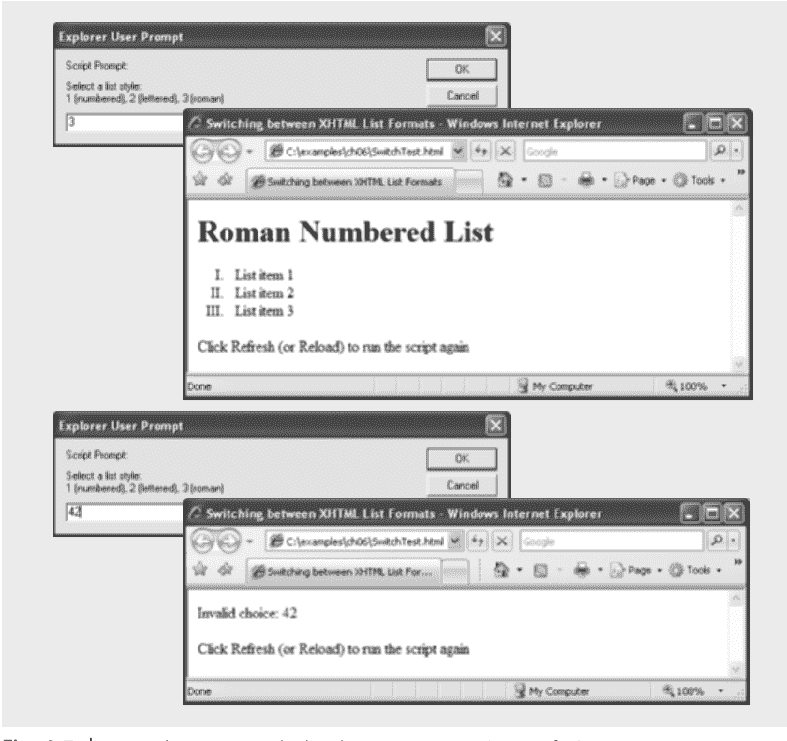 Explorer User Prompt
Script Prompt:
OK
Select a list style:
1 (numbered), 2 (lettered), 3 (roman)
Cancel
3
Switching between XHTML List Formats - Windows Internet Explorer
C:\examples\ch06\SwitchTest.html
Google
Switching between XHTML List Formats
Page
Tools
Roman Numbered List
I. List item 1
II. List item 2
III. List item 3
Click Refresh (or Reload) to run the script again
Done
My Computer
100%
Explorer User Prompt
Script Prompt:
OK
Select a list style:
1 (numbered), 2 (lettered), 3 (roman)
Cancel
42
Switching between XHTML List Formats - Windows Internet Explorer
C:\examples\ch06\SwitchTest.html
Google
Switching between XHTML List For...
Page
Tools
Invalid choice: 42
Click Refresh (or Reload) to run the script again
Done
My Computer
100%